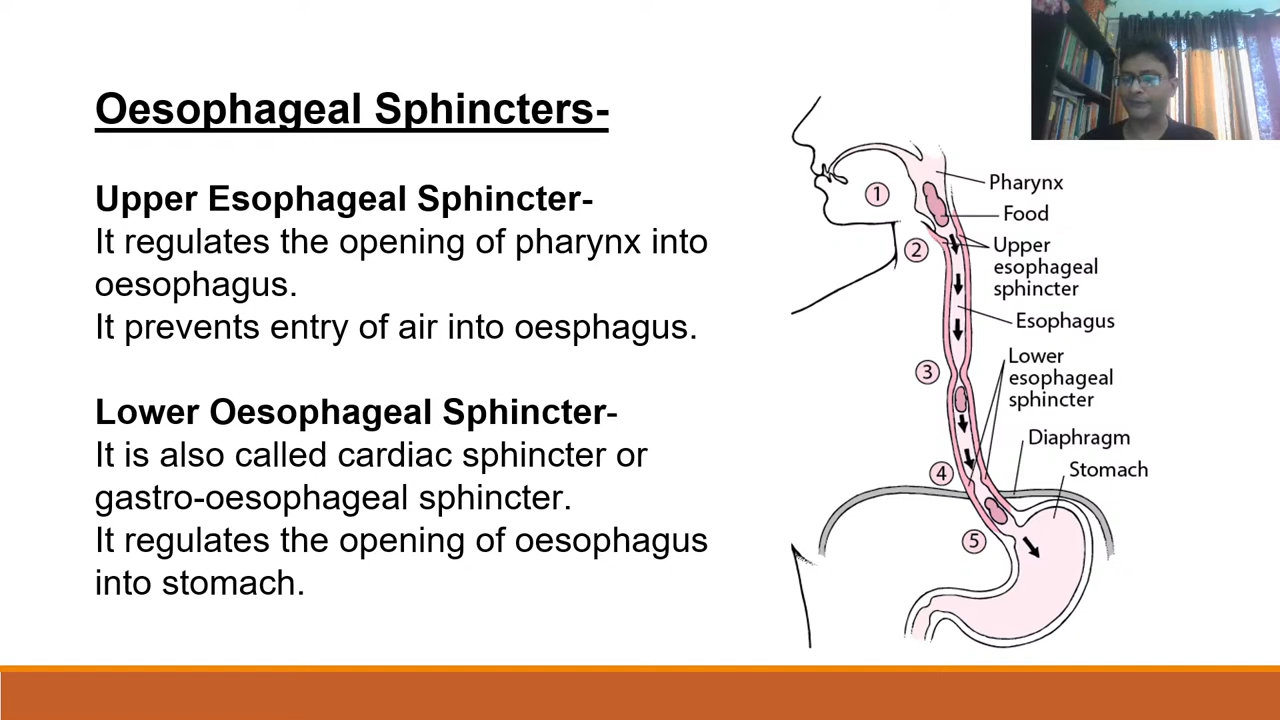 Oesophageal Sphincters-
Upper Esophageal Sphincter-
It regulates the opening of pharynx into
oesophagus.
It prevents entry of air into oesphagus.
Lower Oesophageal Sphincter-
It is also called cardiac sphincter or
gastro-oesophageal sphincter.
It regulates the opening of oesophagus
into stomach.
Pharynx
1
Food
2
Upper
esophageal
sphincter
Esophagus
3
Lower
esophageal
sphincter
Diaphragm
4
Stomach
5